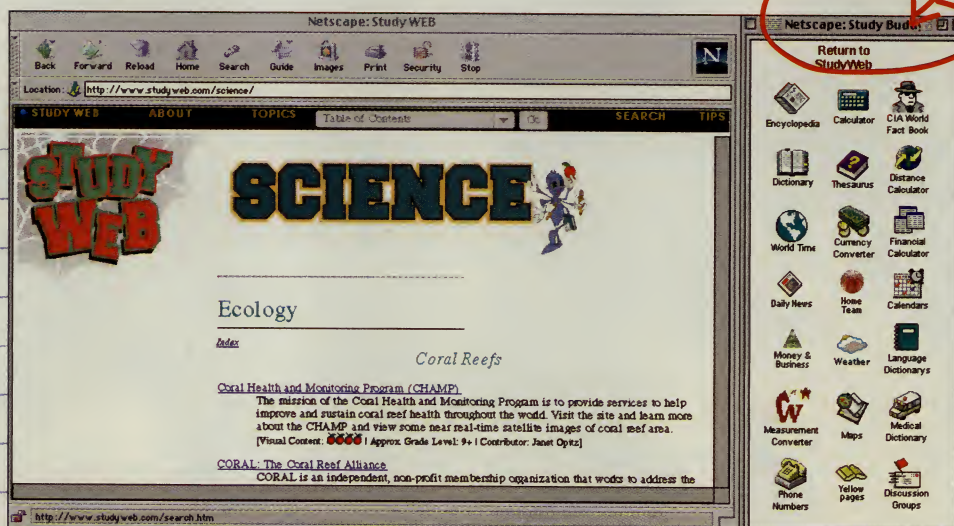 Netscape: Study WEB
Back Forward Reload Home Search Guide Images Print Security Stop
N
Location: http://www.studyweb.com/science/
STUDY WEB ABOUT TOPICS Table of Contents Go SEARCH TIPS
STUDY
WEB
SCIENCE
Ecology
Index
Coral Reefs
Coral Health and Monitoring Program (CHAMP)
The mission of the Coral Health and Monitoring Program is to provide services to help
improve and sustain coral reef health throughout the world. Visit the site and learn more
about the CHAMP and view some near real-time satellite images of coral reef area.
[Visual Content: | Approx. Grade Level: 9+ | Contributor: Janet Opitz]
CORAL: The Coral Reef Alliance
CORAL is an independent, non-profit membership organization that works to address the
http://www.studyweb.com/search.htm
Netscape: Study Buddy
Return to
StudyWeb
Encyclopedia
Calculator
CIA World
Fact Book
Dictionary
Thesaurus
Distance
Calculator
World Time
Currency
Converter
Financial
Calculator
Daily News
Home
Team
Calendars
Money &
Business
Weather
Language
Dictionarys
Measurement
Converter
Maps
Medical
Dictionary
Phone
Numbers
Yellow
pages
Discussion
Groups